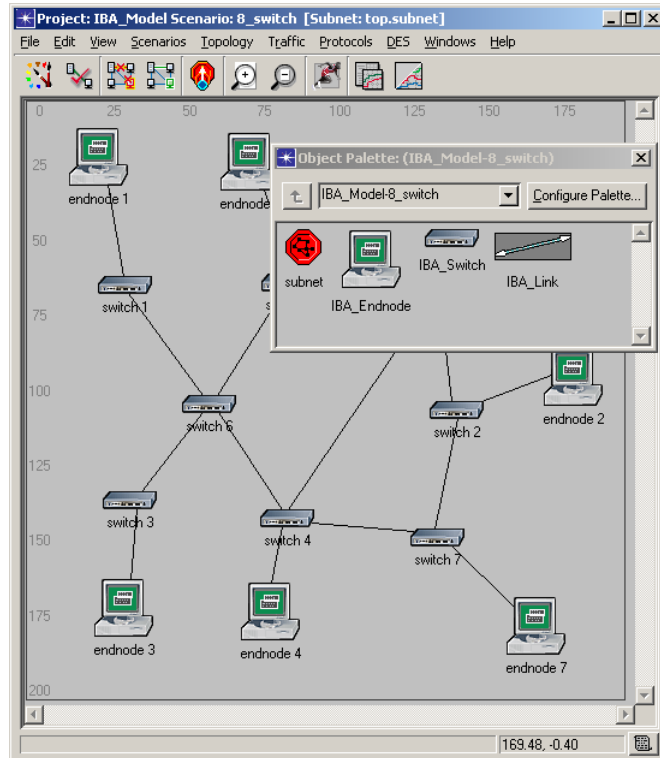 Project: IBA_Model Scenario: 8_switch [Subnet: top.subnet]
File Edit View Scenarios Topology Traffic Protocols DES Windows Help
0 25 50 75 100 125 150 175
25
endnode 1
endnode
Object Palette: (IBA_Model-8_switch)
IBA_Model-8_switch
Configure Palette...
subnet
IBA_Endnode
IBA_Switch
IBA_Link
50
switch 1
75
100
switch 6
switch 2
endnode 2
125
switch 3
switch 4
150
switch 7
175
endnode 3
endnode 4
endnode 7
200
169.48, -0.40